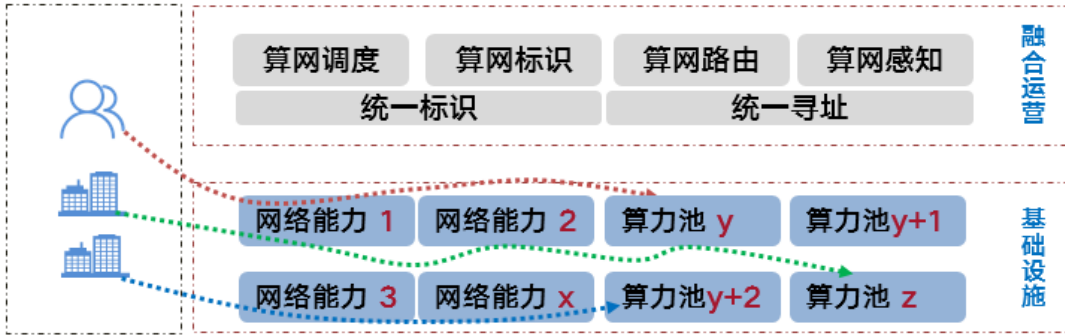 算网调度 算网标识 算网路由 算网感知
统一标识 统一寻址
融合运营
网络能力 1 网络能力 2 算力池 y 算力池y+1
网络能力 3 网络能力 x 算力池y+2 算力池 z
基础设施